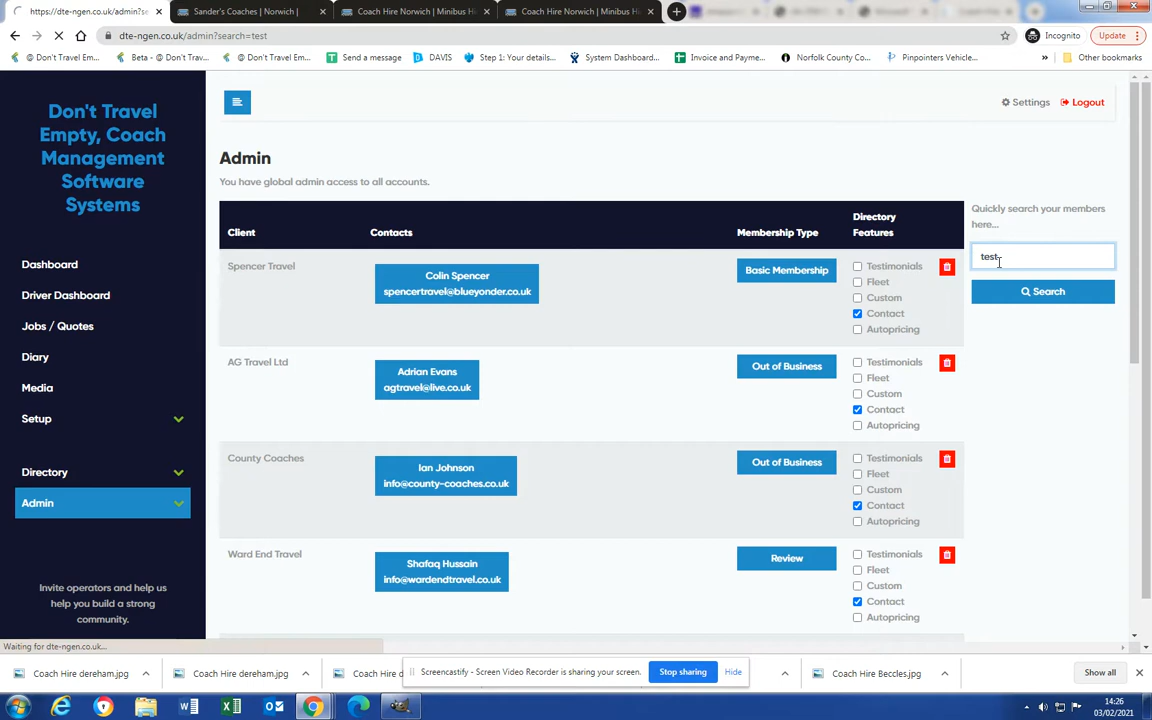 https://dte-ngen.co.uk/admin?se
Sander's Coaches | Norwich |
Coach Hire Norwich | Minibus H
Coach Hire Norwich | Minibus H
dte-ngen.co.uk/admin?search=test
Incognito
Update
@ Don't Travel Em...
Beta - @ Don't Trav...
@ Don't Travel Em...
Send a message
DAVIS
Step 1: Your details...
System Dashboard...
Invoice and Payme...
Norfolk County Co...
Pinpointers Vehicle...
»
Other bookmarks
Don't Travel
Empty, Coach
Management
Software
Systems
Dashboard
Driver Dashboard
Jobs / Quotes
Diary
Media
Setup
Directory
Admin
Invite operators and help us
help you build a strong
community.
Settings
Logout
Admin
You have global admin access to all accounts.
Client
Contacts
Membership Type
Directory
Features
Spencer Travel
Colin Spencer
spencertravel@blueyonder.co.uk
Basic Membership
Testimonials
Fleet
Custom
Contact
Autopricing
AG Travel Ltd
Adrian Evans
agtravel@live.co.uk
Out of Business
Testimonials
Fleet
Custom
Contact
Autopricing
County Coaches
Ian Johnson
info@county-coaches.co.uk
Out of Business
Testimonials
Fleet
Custom
Contact
Autopricing
Ward End Travel
Shafaq Hussain
info@wardendtravel.co.uk
Review
Testimonials
Fleet
Custom
Contact
Autopricing
Quickly search your members
here...
test
Search
Waiting for dte-ngen.co.uk...
Coach Hire dereham.jpg
Coach Hire dereham.jpg
Coach Hire d
Screencastify - Screen Video Recorder is sharing your screen.
Stop sharing
Hide
Coach Hire Beccles.jpg
Show all
14:26
03/02/2021